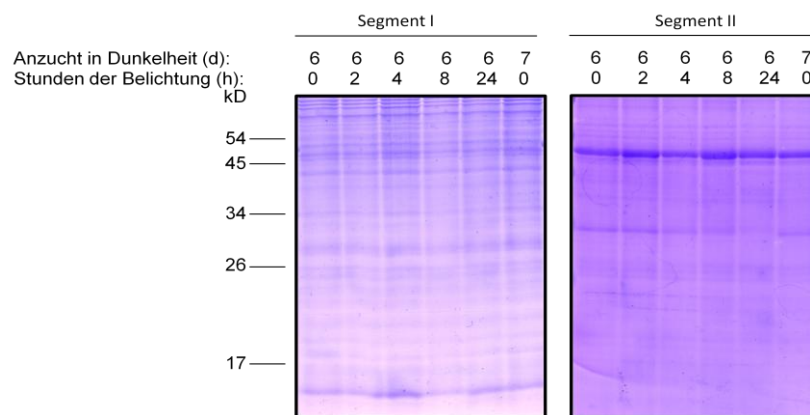 Segment I Segment II
Anzucht in Dunkelheit (d): 6 6 6 6 6 7 6 6 6 6 6 7
Stunden der Belichtung (h): 0 2 4 8 24 0 0 2 4 8 24 0
kD
54
45
34
26
17